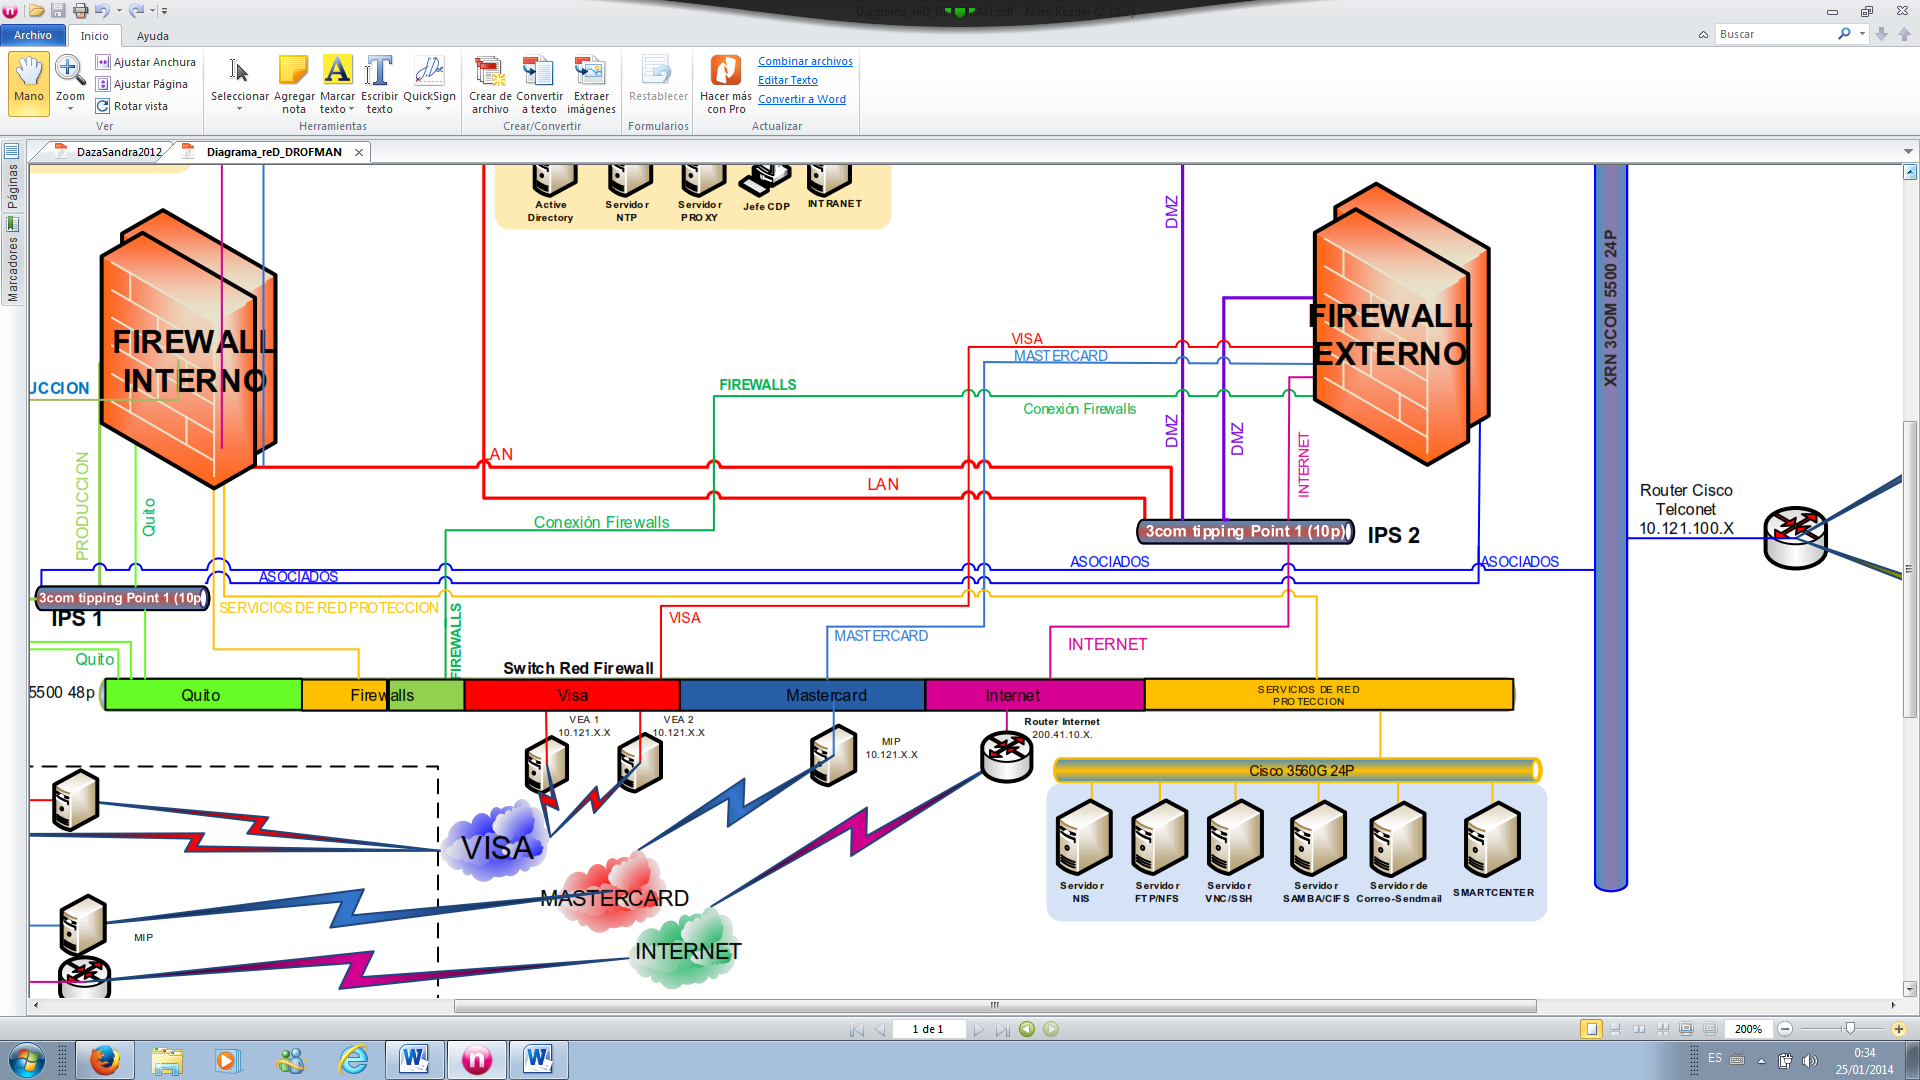 Diagrama_reD_DROFMAN.pdf - Nitro Reader (2.3.1.7)
Archivo
Inicio
Ayuda
Buscar
Mano
Zoom
Ajustar Anchura
Ajustar Página
Rotar vista
Ver
Seleccionar
Agregar nota
Marcar texto
Escribir texto
QuickSign
Herramientas
Crear de archivo
Convertir a texto
Extraer imágenes
Crear/Convertir
Restablecer
Formularios
Hacer más con Pro
Combinar archivos
Editar Texto
Convertir a Word
Actualizar
DazaSandra2012
Diagrama_reD_DROFMAN
Páginas
Marcadores
Active Directory
Servidor NTP
Servidor PROXY
Jefe CDP
INTRANET
DMZ
FIREWALL INTERNO
FIREWALL EXTERNO
XRN 3COM 5500 24P
UCCION
VISA
MASTERCARD
FIREWALLS
Conexión Firewalls
DMZ
DMZ
INTERNET
LAN
LAN
PRODUCCION
Quito
Conexión Firewalls
3com tipping Point 1 (10p)
IPS 2
Router Cisco
Telconet
10.121.100.X
ASOCIADOS
ASOCIADOS
ASOCIADOS
3com tipping Point 1 (10p)
IPS 1
SERVICIOS DE RED PROTECCION
FIREWALLS
VISA
MASTERCARD
INTERNET
Quito
Switch Red Firewall
5500 48p
Quito
Firewalls
Visa
Mastercard
Internet
SERVICIOS DE RED
PROTECCION
VEA 1
10.121.X.X
VEA 2
10.121.X.X
MIP
10.121.X.X
Router Internet
200.41.10.X.
Cisco 3560G 24P
VISA
MASTERCARD
INTERNET
MIP
Servidor NIS
Servidor FTP/NFS
Servidor VNC/SSH
Servidor SAMBA/CIFS
Servidor de Correo-Sendmail
SMARTCENTER
1 de 1
200%
ES
0:34
25/01/2014